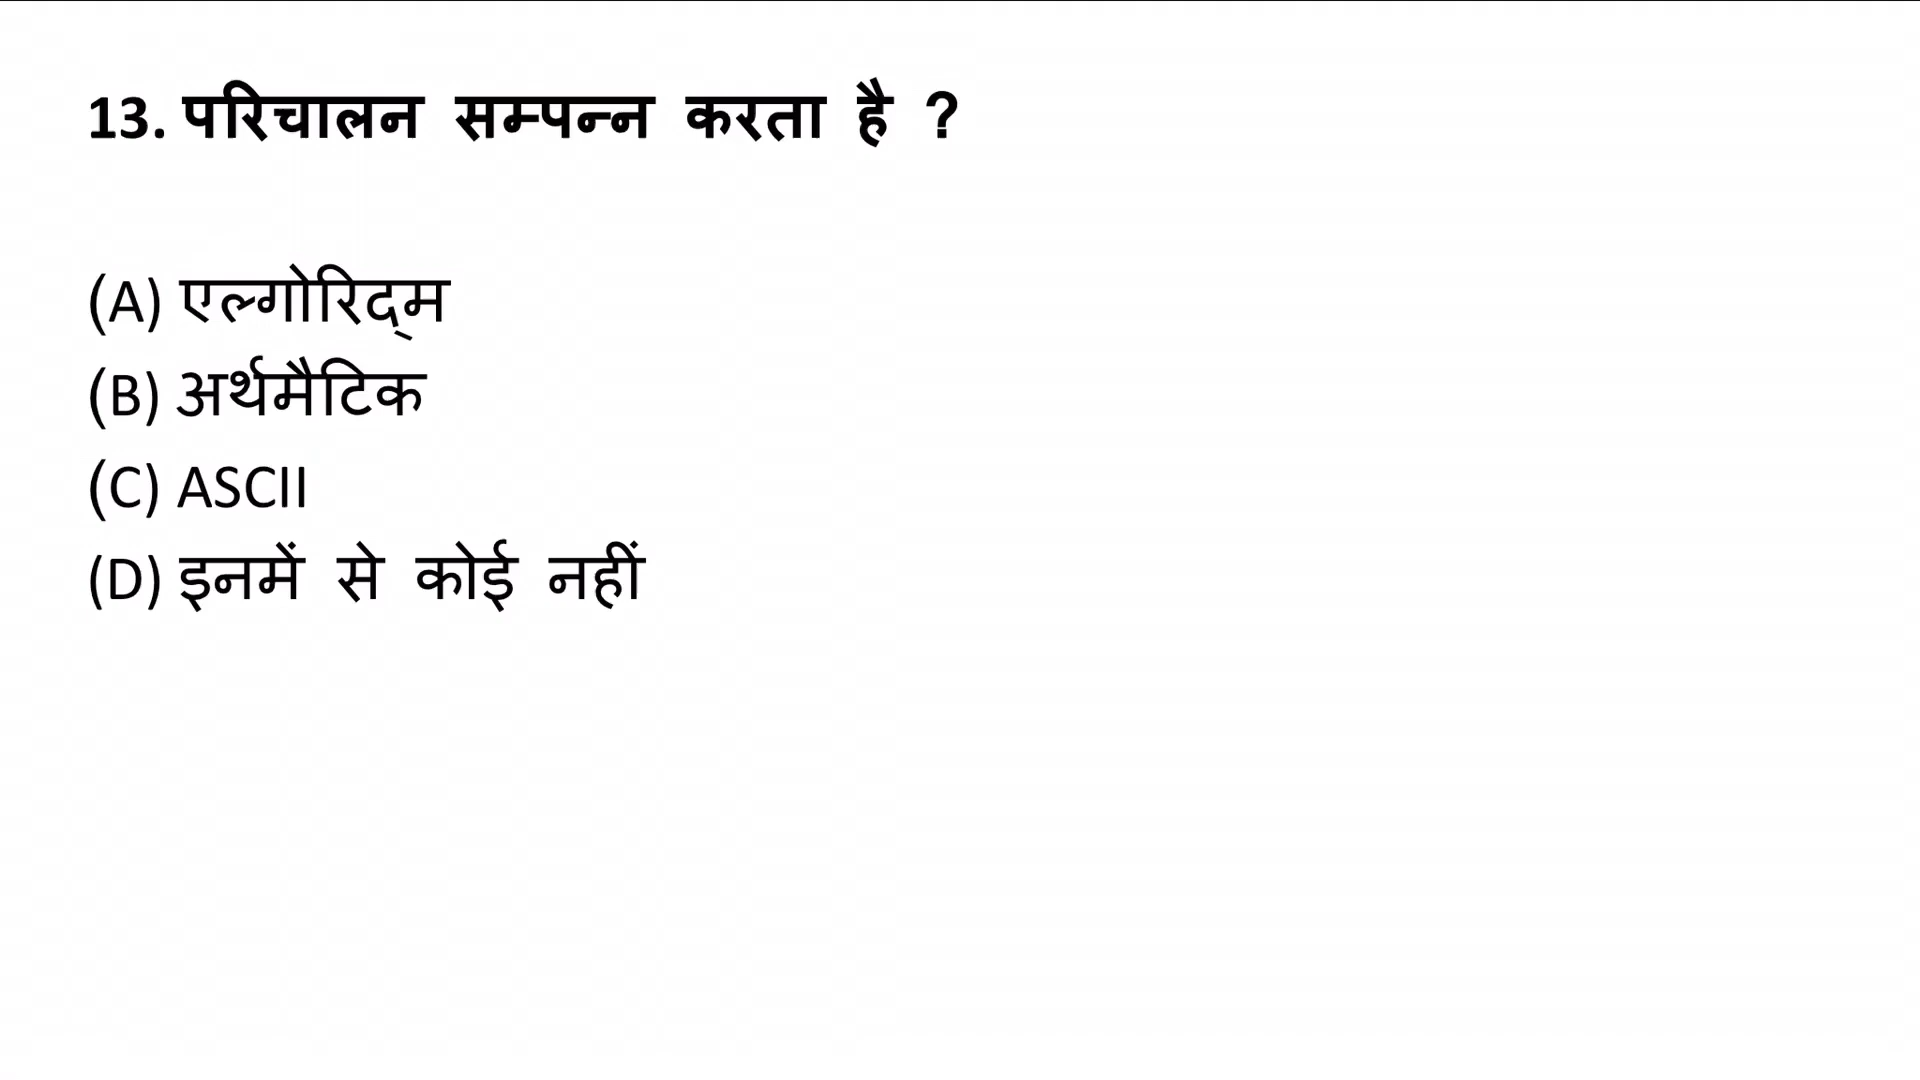 13. परिचालन सम्पन्न करता है ?
(A) एल्गोरिद्म
(B) अर्थमैटिक
(C) ASCII
(D) इनमें से कोई नहीं